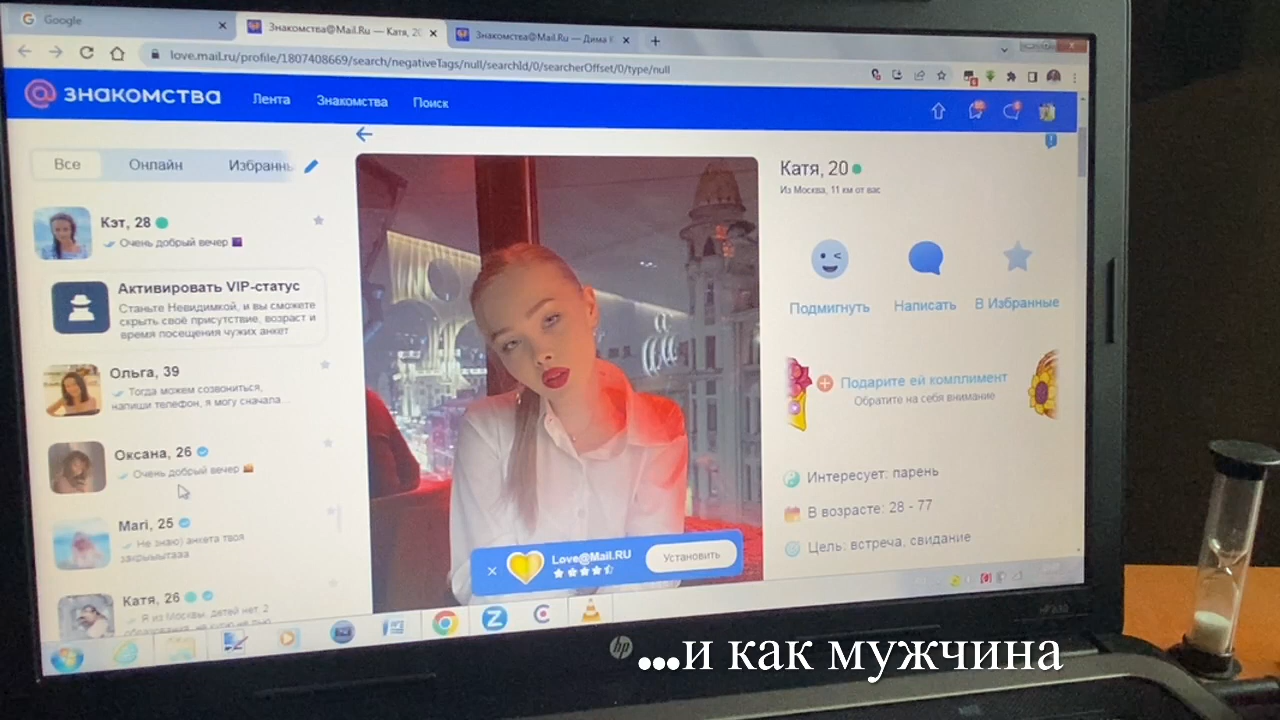 Google
Знакомства@Mail.Ru — Катя, 20
Знакомства@Mail.Ru — Дима
love.mail.ru/profile/1807408669/search/negativeTags/null/searchId/0/searcherOffset/0/type/null
знакомства
Лента
Знакомства
Поиск
Все
Онлайн
Избранны
Кэт, 28
Очень добрый вечер
Активировать VIP-статус
Станьте Невидимкой, и вы сможете
скрыть своё присутствие, возраст и
время посещения чужих анкет
Ольга, 39
Тогда можем созвониться,
напиши телефон, я могу сначала...
Оксана, 26
Очень добрый вечер
Mari, 25
Не знаю) анкета твоя
закрыыытааа
Катя, 26
Я из Москвы, детей нет, 2
Катя, 20
Из Москва, 11 км от вас
Подмигнуть
Написать
В Избранные
Подарите ей комплимент
Обратите на себя внимание
Интересует: парень
В возрасте: 28 - 77
Цель: встреча, свидание
Love@Mail.RU
Установить
hp
...и как мужчина